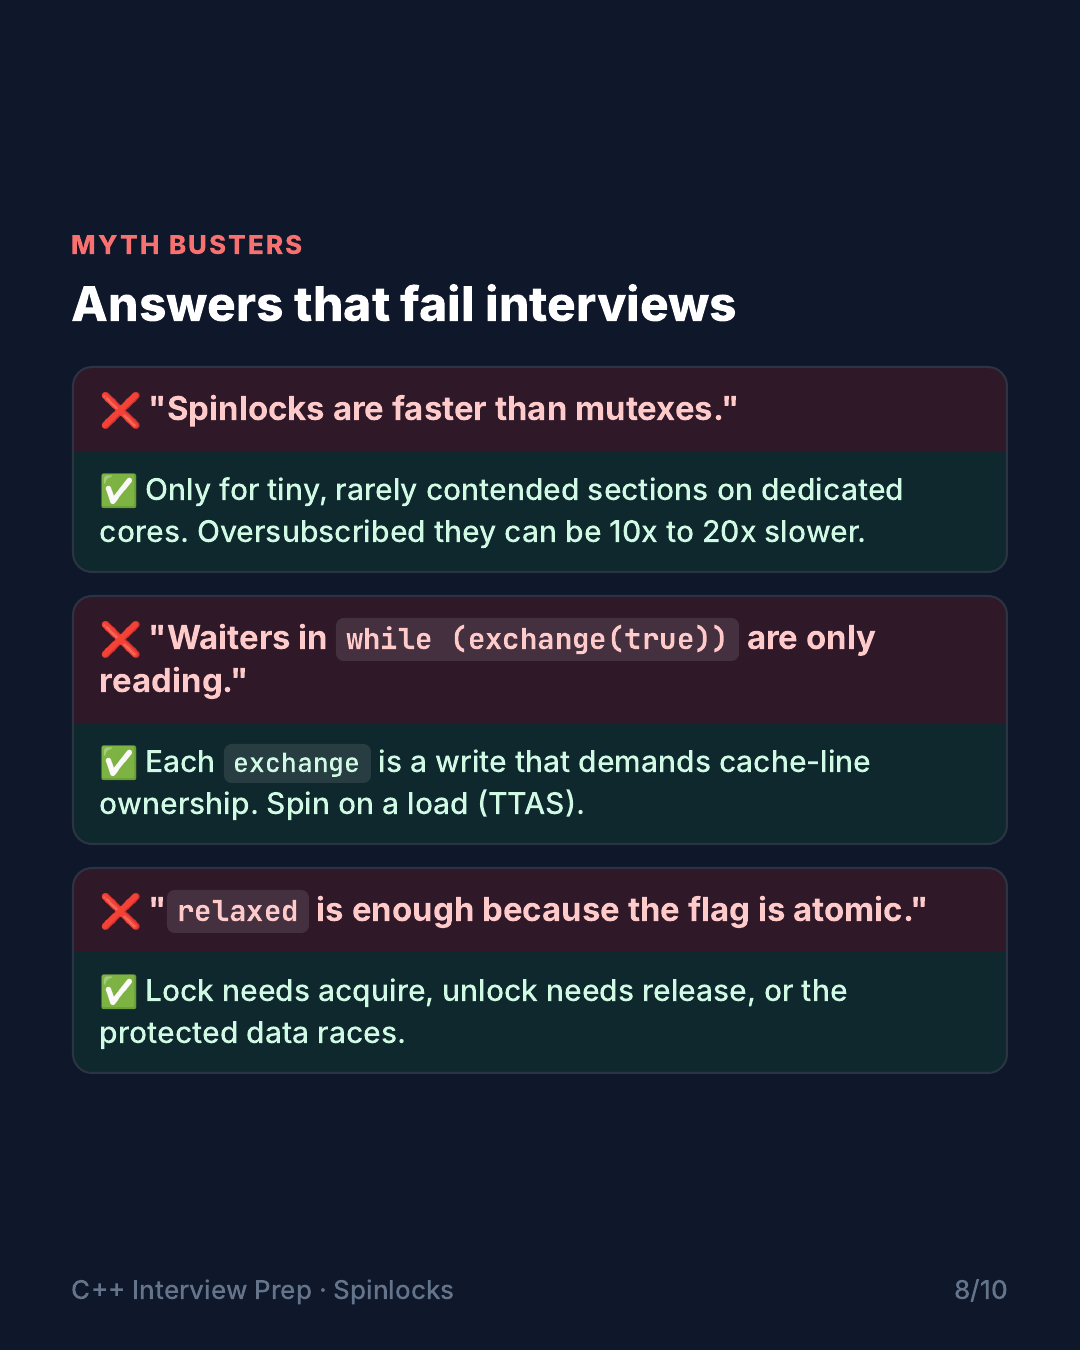 MYTH BUSTERS
Answers that fail interviews
❌ "Spinlocks are faster than mutexes."
✅ Only for tiny, rarely contended sections on dedicated
cores. Oversubscribed they can be 10x to 20x slower.
❌ "Waiters in while (exchange(true)) are only
reading."
✅ Each exchange is a write that demands cache-line
ownership. Spin on a load (TTAS).
❌ "relaxed is enough because the flag is atomic."
✅ Lock needs acquire, unlock needs release, or the
protected data races.
C++ Interview Prep · Spinlocks
8/10